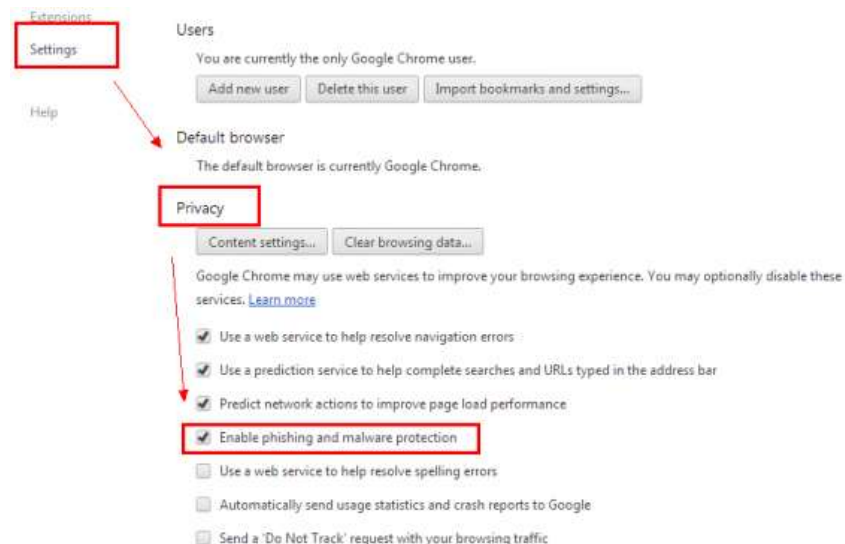 Extensions
Settings
Help
Users
You are currently the only Google Chrome user.
Add new user Delete this user Import bookmarks and settings...
Default browser
The default browser is currently Google Chrome.
Privacy
Content settings... Clear browsing data...
Google Chrome may use web services to improve your browsing experience. You may optionally disable these
services. Learn more
Use a web service to help resolve navigation errors
Use a prediction service to help complete searches and URLs typed in the address bar
Predict network actions to improve page load performance
Enable phishing and malware protection
Use a web service to help resolve spelling errors
Automatically send usage statistics and crash reports to Google
Send a 'Do Not Track' request with your browsing traffic